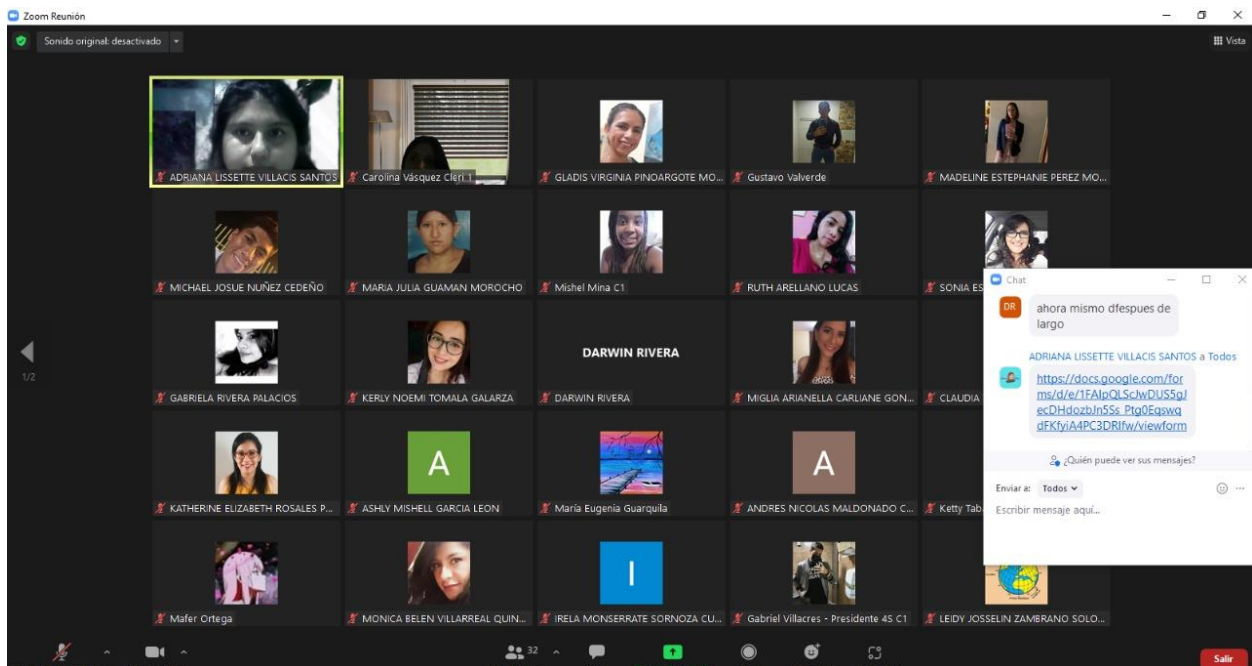 Zoom Reunión
Sonido original: desactivado
Vista
ADRIANA LISSETTE VILLACIS SANTOS
Carolina Vásquez Cleri 1
GLADIS VIRGINIA PINOARGOTE MO...
Gustavo Valverde
MADELINE ESTEPHANIE PEREZ MO...
MICHAEL JOSUE NUÑEZ CEDEÑO
MARIA JULIA GUAMAN MOROCHO
Mishel Mina C1
RUTH ARELLANO LUCAS
SONIA ES
1/2
DARWIN RIVERA
GABRIELA RIVERA PALACIOS
KERLY NOEMI TOMALA GALARZA
DARWIN RIVERA
MIGLIA ARIANELLA CARLIANE GON...
CLAUDIA
A
A
KATHERINE ELIZABETH ROSALES P...
ASHLY MISHELL GARCIA LEON
María Eugenia Guarquila
ANDRES NICOLAS MALDONADO C...
Ketty Tab
I
Mafer Ortega
MONICA BELEN VILLARREAL QUIN...
IRELA MONSERRATE SORNOZA CU...
Gabriel Villacres - Presidente 4S C1
LEIDY JOSSELIN ZAMBRANO SOLO...
Chat
DR
ahora mismo dfespues de
largo
ADRIANA LISSETTE VILLACIS SANTOS a Todos
https://docs.google.com/for
ms/d/e/1FAIpQLScJwDUS5gJ
ecDHdozbJn5Ss_Ptg0Eqswq
dFKfyiA4PC3DRIfw/viewform
¿Quién puede ver sus mensajes?
Enviar a: Todos
Escribir mensaje aquí...
32
Salir